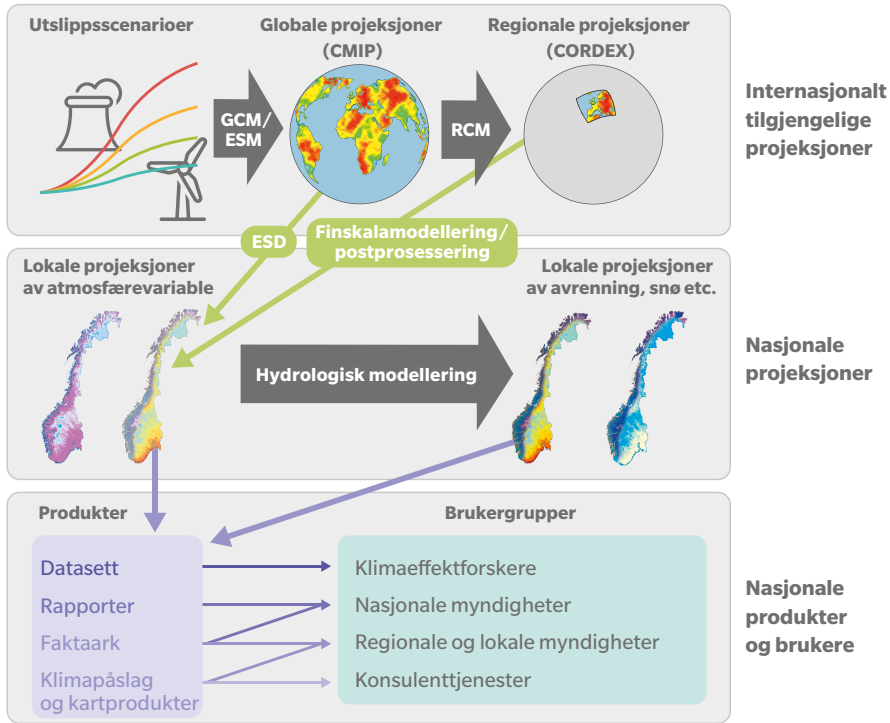 Utslippsscenarioer
Globale projeksjoner
(CMIP)
Regionale projeksjoner
(CORDEX)
GCM/
ESM
RCM
Internasjonalt
tilgjengelige
projeksjoner
ESD
Finskalamodellering/
postprosessering
Lokale projeksjoner
av atmosfærevariable
Lokale projeksjoner
av avrenning, snø etc.
Hydrologisk modellering
Nasjonale
projeksjoner
Produkter
Brukergrupper
Datasett
Klimaeffektforskere
Rapporter
Nasjonale myndigheter
Faktaark
Regionale og lokale myndigheter
Klimapåslag
og kartprodukter
Konsulenttjenester
Nasjonale
produkter
og brukere